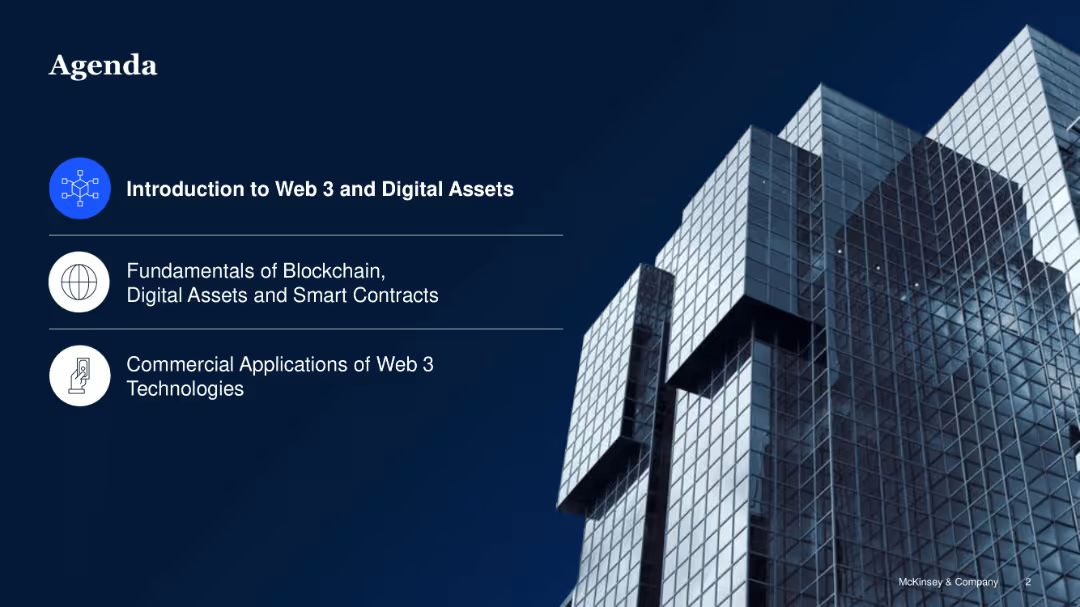 Agenda
Introduction to Web 3 and Digital Assets
Fundamentals of Blockchain,
Digital Assets and Smart Contracts
Commercial Applications of Web 3
Technologies
McKinsey & Company 2